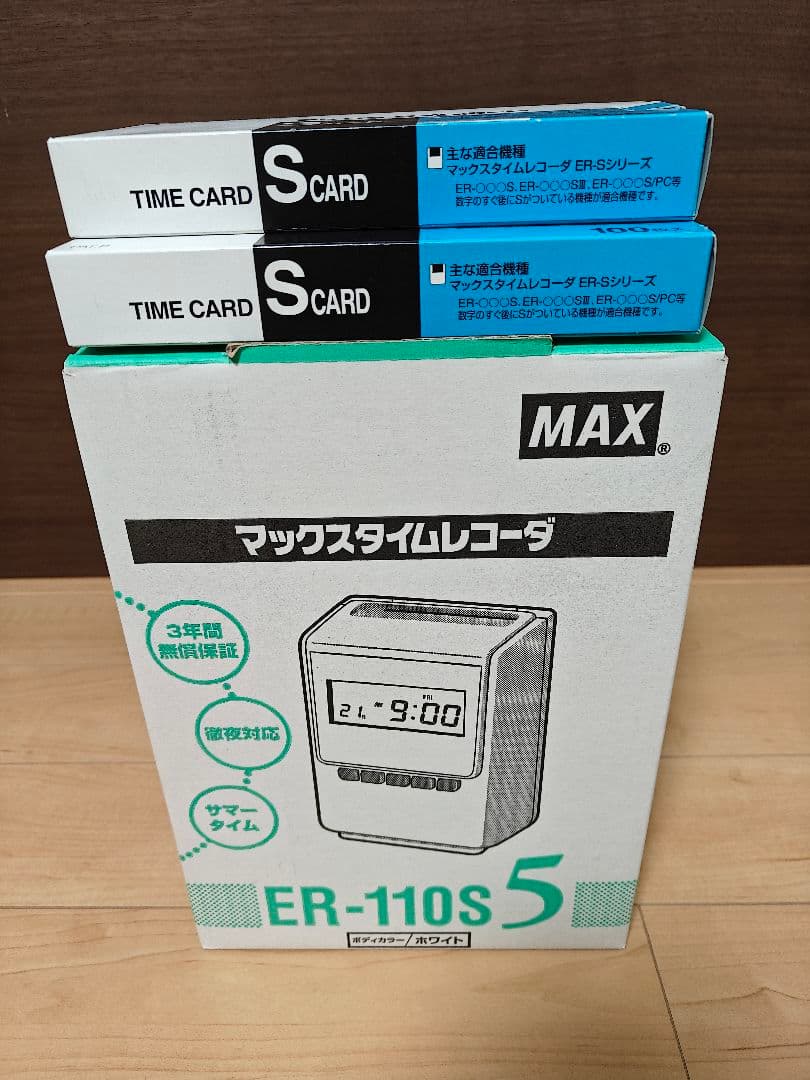 TIME CARD S CARD
主な適合機種
マックスタイムレコーダ ER-Sシリーズ
ER-○○○S、ER-○○○SⅢ、ER-○○○S/PC等
数字のすぐ後にSがついている機種が適合機種です。
TIME CARD S CARD
主な適合機種
マックスタイムレコーダ ER-Sシリーズ
ER-○○○S、ER-○○○SⅢ、ER-○○○S/PC等
数字のすぐ後にSがついている機種が適合機種です。
MAX®
マックスタイムレコーダ
3年間
無償保証
徹夜対応
サマー
タイム
21 AM 9:00
FRI
ER-110S5
ボディカラー/ホワイト